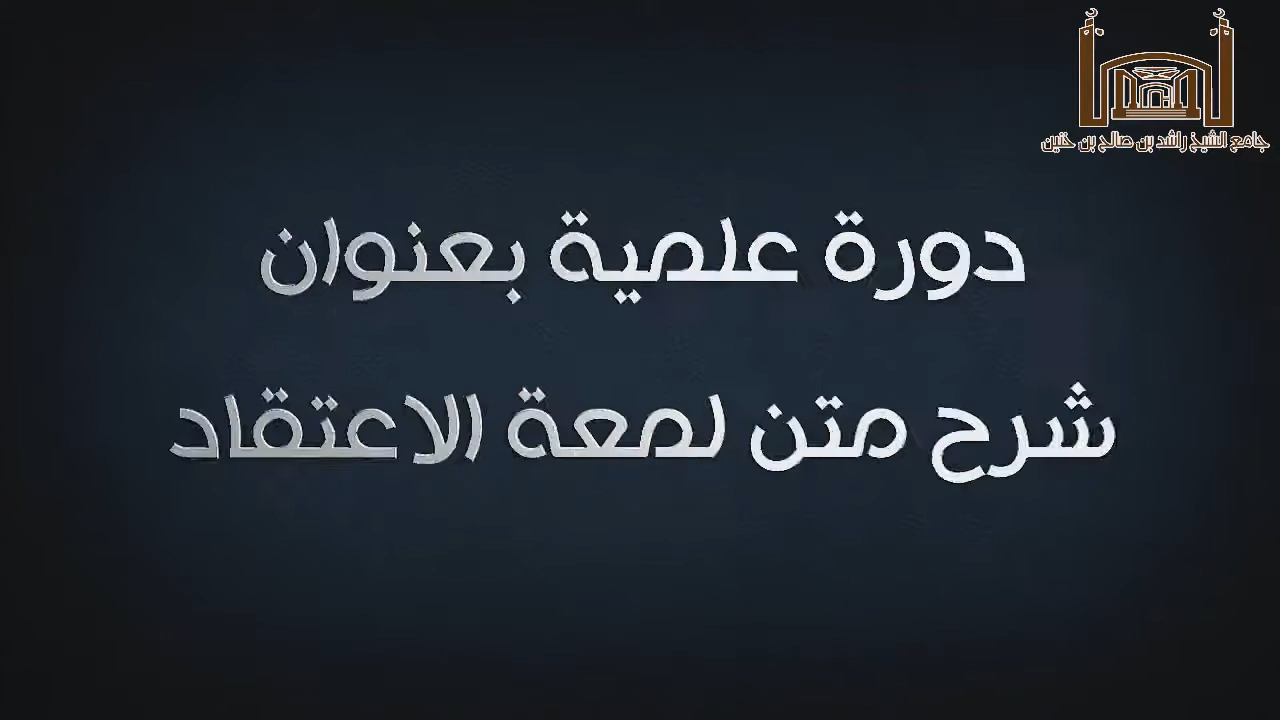 جامع الشيخ راشد بن صالح بن خنين
دورة علمية بعنوان
شرح متن لمعة الاعتقاد